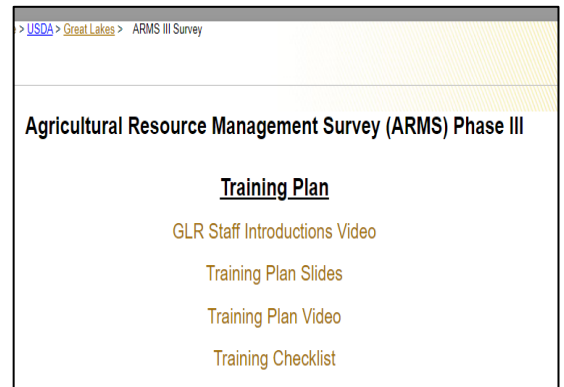 > USDA > Great Lakes > ARMS III Survey
Agricultural Resource Management Survey (ARMS) Phase III
Training Plan
GLR Staff Introductions Video
Training Plan Slides
Training Plan Video
Training Checklist